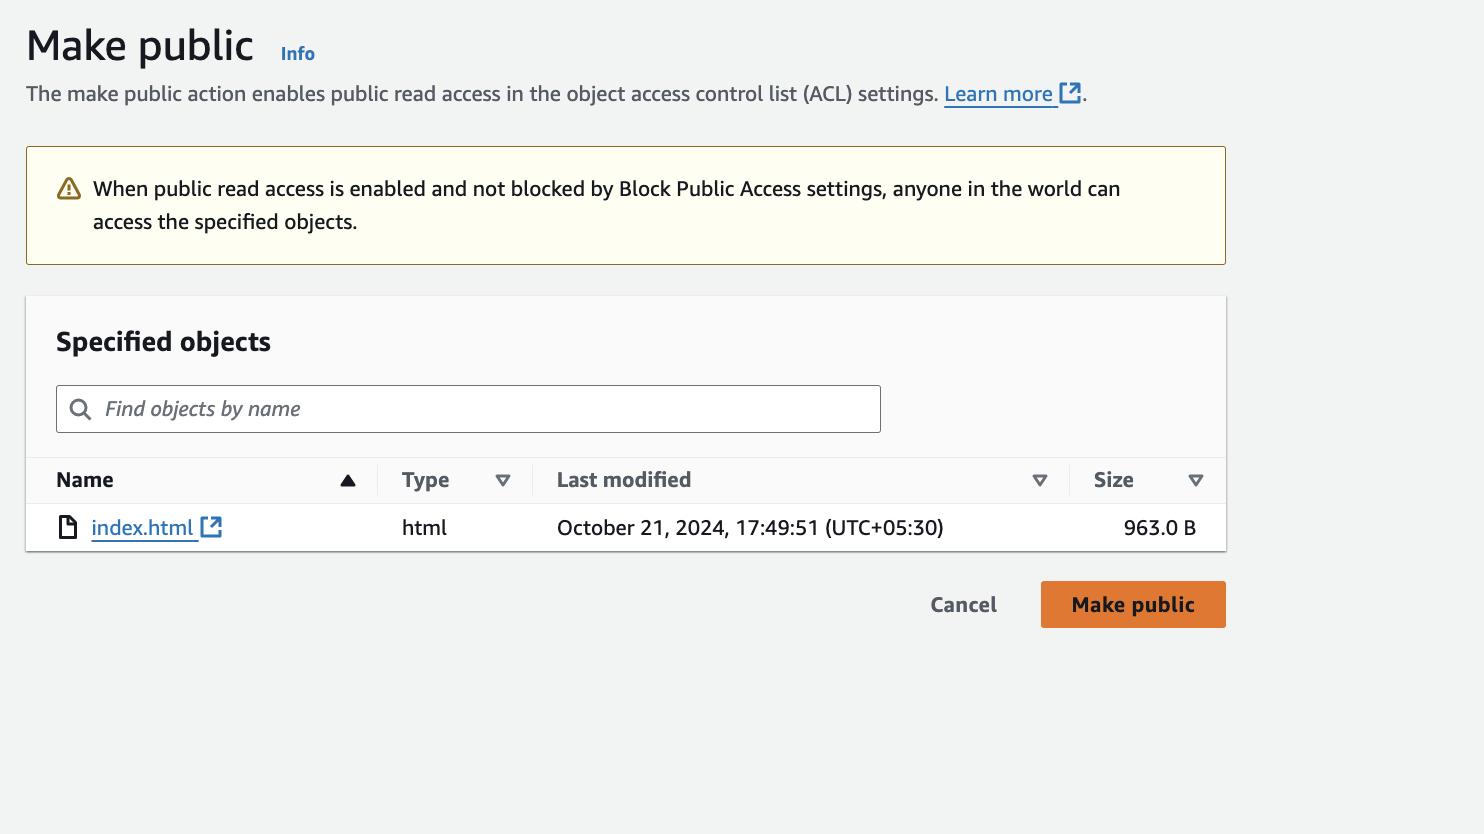 Make public Info
The make public action enables public read access in the object access control list (ACL) settings. Learn more.
When public read access is enabled and not blocked by Block Public Access settings, anyone in the world can
access the specified objects.
Specified objects
Find objects by name
Name Type Last modified Size
index.html html October 21, 2024, 17:49:51 (UTC+05:30) 963.0 B
Cancel Make public